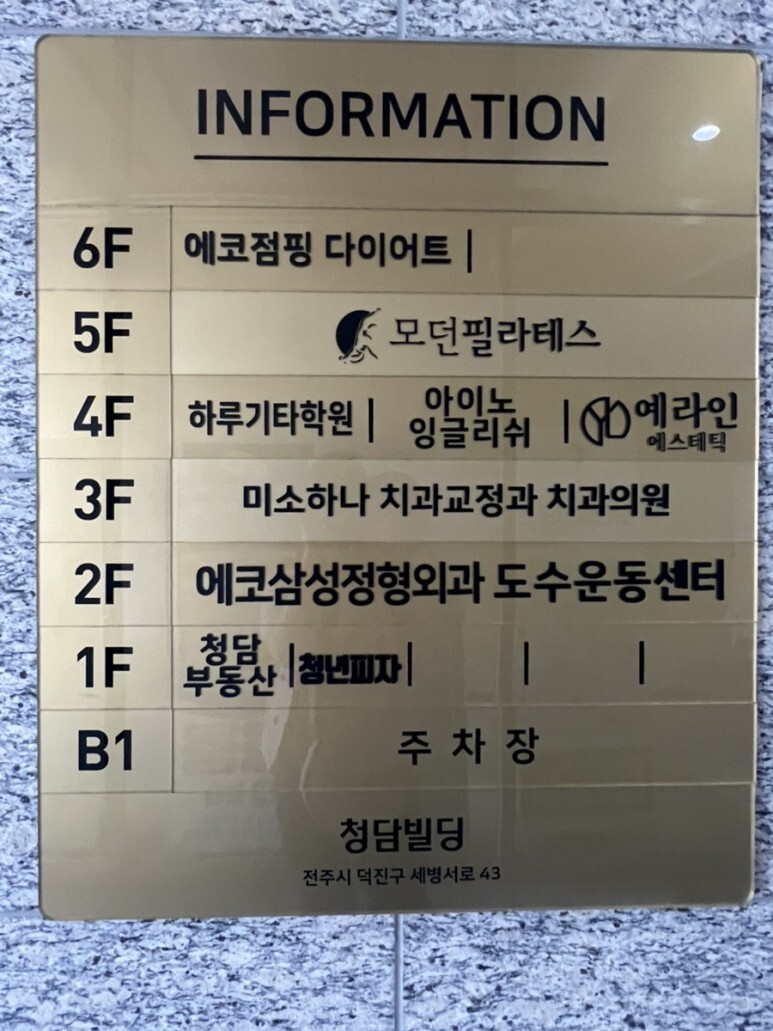 INFORMATION
6F 에코점핑 다이어트 |
5F 모던필라테스
4F 하루기타학원 | 아이노 잉글리쉬 | 예라인 에스테틱
3F 미소하나 치과교정과 치과의원
2F 에코삼성정형외과 도수운동센터
1F 청담 부동산 | 청년피자 | | |
B1 주 차 장
청담빌딩
전주시 덕진구 세병서로 43